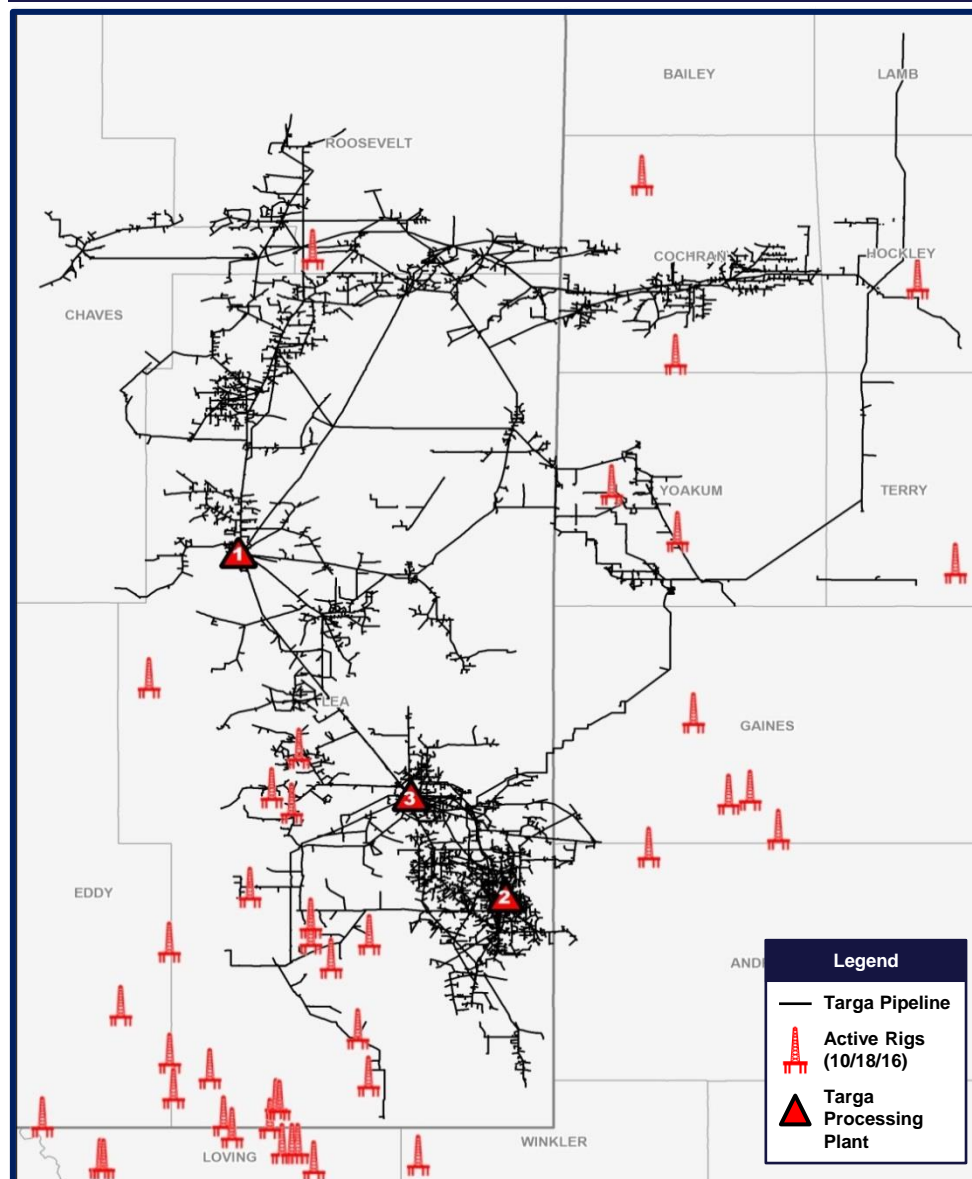 BAILEY
LAMB
ROOSEVELT
COCHRAN
HOCKLEY
CHAVES
YOAKUM
TERRY
1
LEA
GAINES
3
EDDY
2
AND
Legend
Targa Pipeline
Active Rigs
(10/18/16)
Targa
Processing
Plant
WINKLER
LOVING